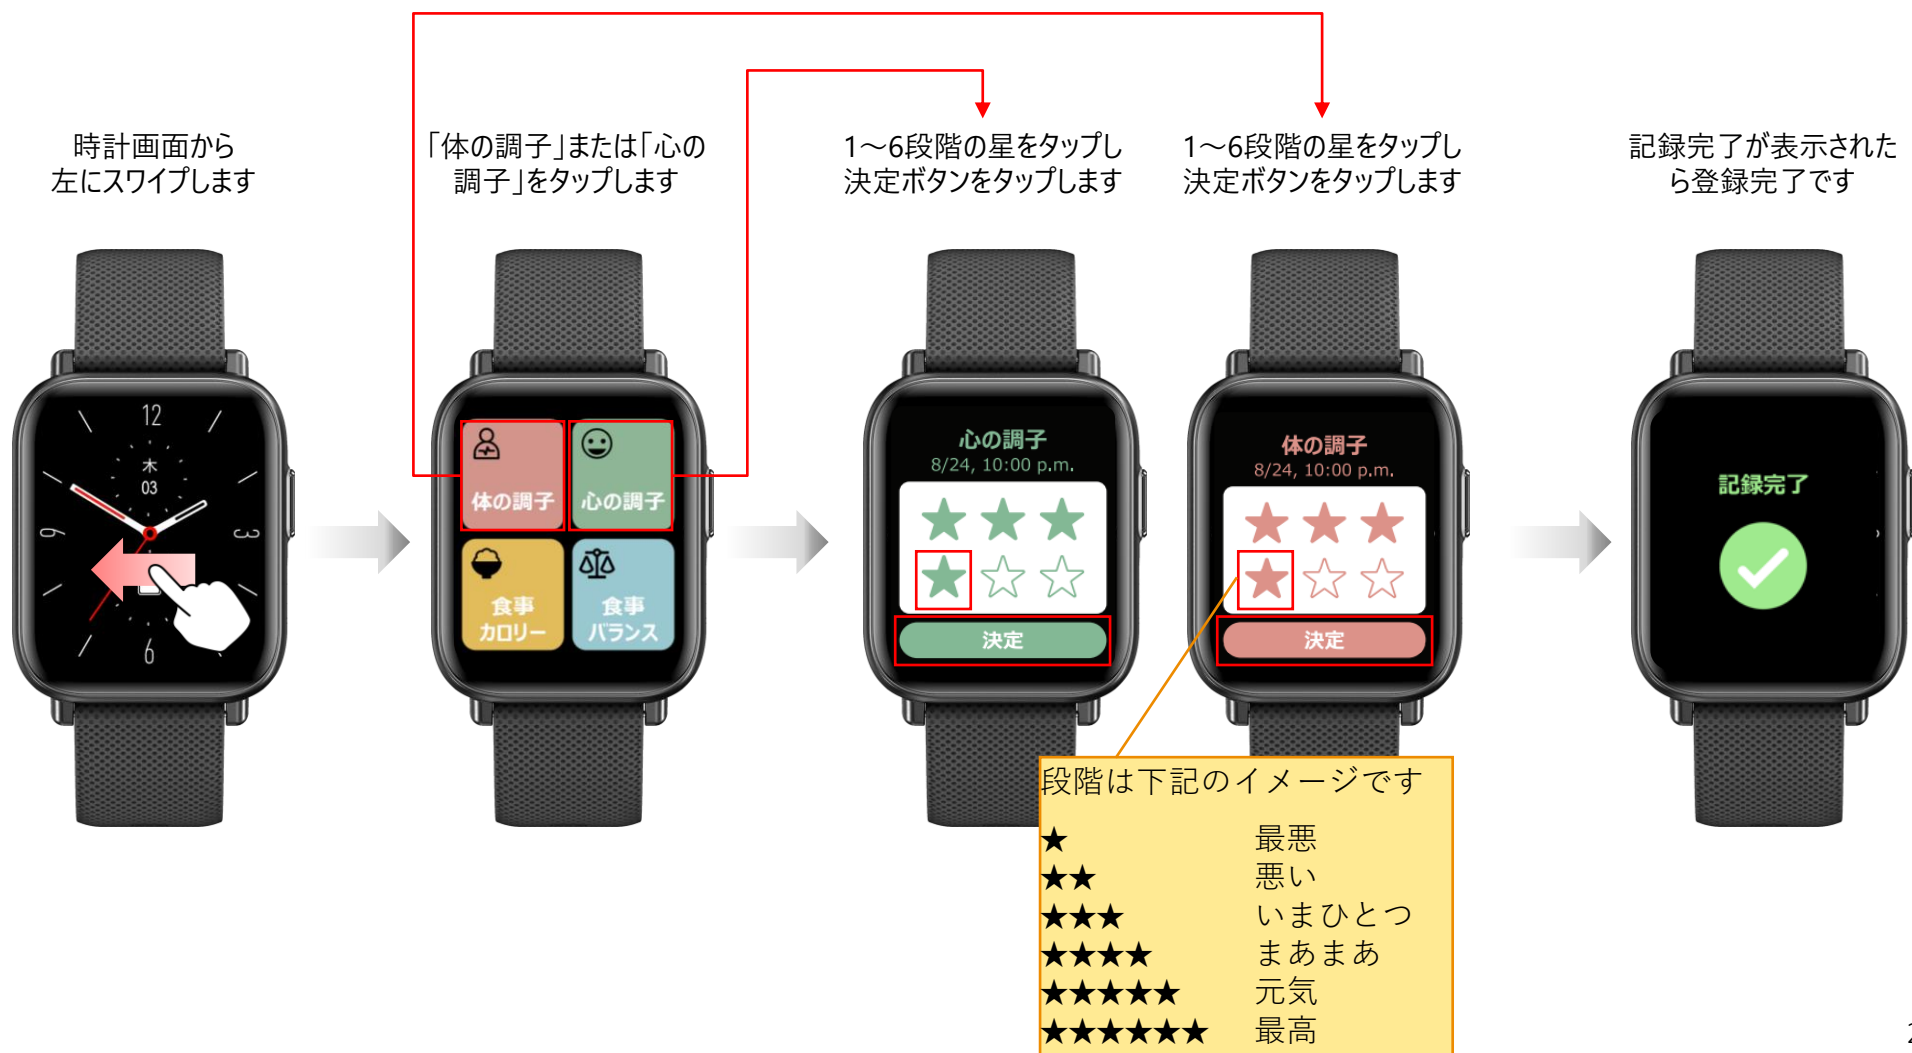 時計画面から
左にスワイプします
「体の調子」または「心の
調子」をタップします
1～6段階の星をタップし
決定ボタンをタップします
1～6段階の星をタップし
決定ボタンをタップします
記録完了が表示された
ら登録完了です
12
木
03
9
3
6
体の調子
心の調子
食事
カロリー
食事
バランス
心の調子
8/24, 10:00 p.m.
決定
体の調子
8/24, 10:00 p.m.
決定
記録完了
段階は下記のイメージです
★ 最悪
★★ 悪い
★★★ いまひとつ
★★★★ まあまあ
★★★★★ 元気
★★★★★★ 最高